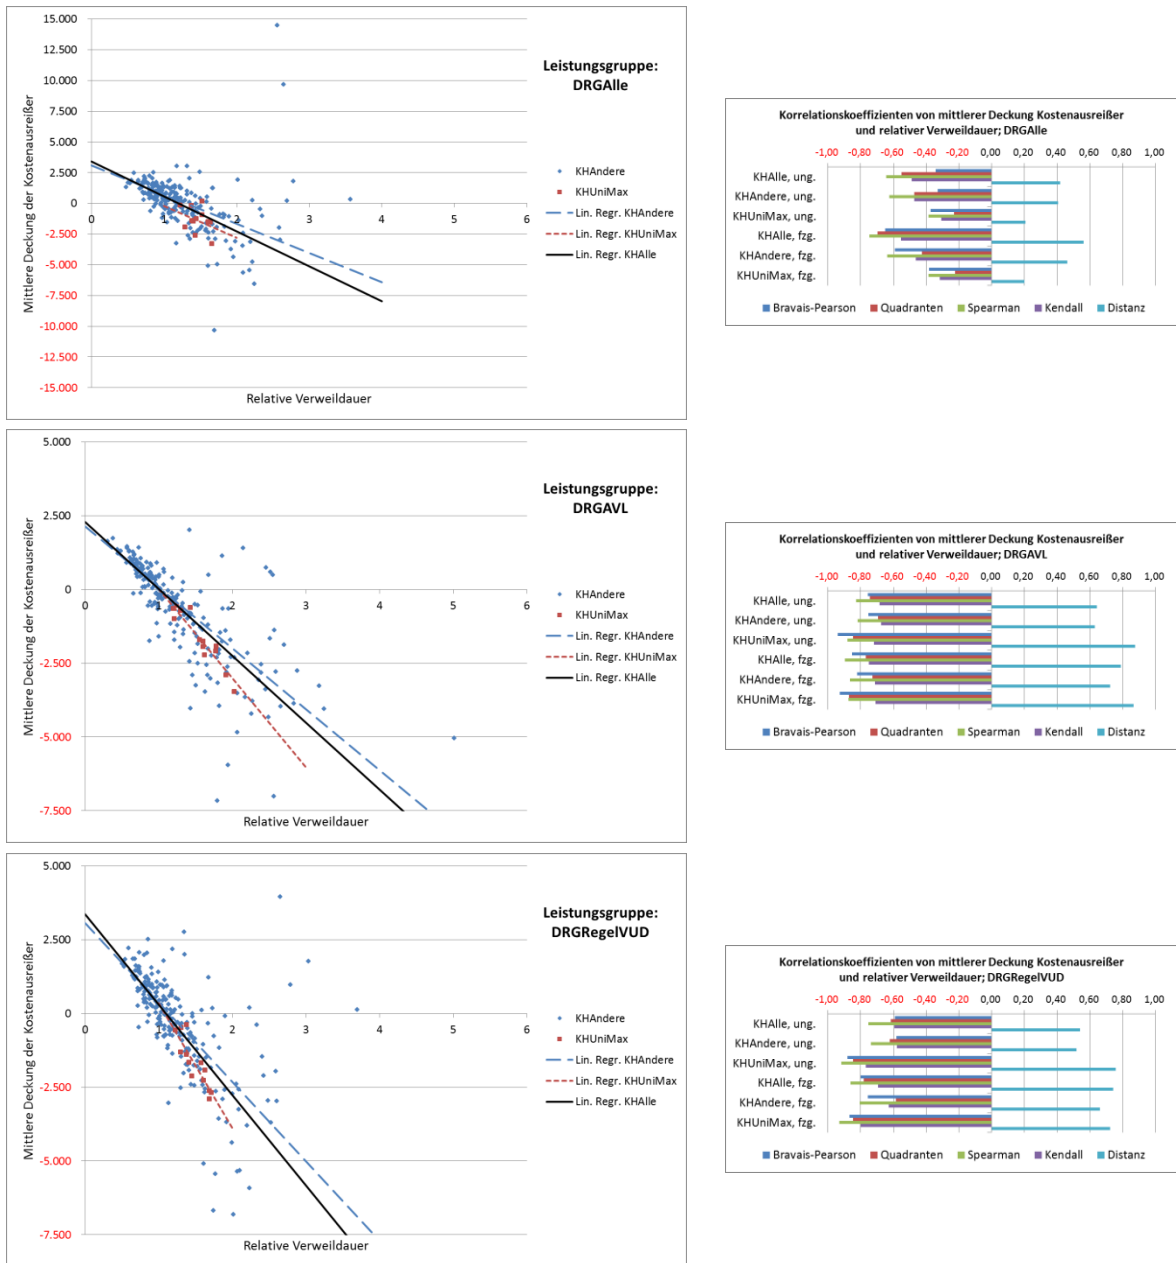 15.000
12.500
10.000
7.500
5.000
2.500
0
-2.500
-5.000
-7.500
-10.000
-12.500
-15.000
0 1 2 3 4 5 6
Mittlere Deckung der Kostenausreißer
Relative Verweildauer
Leistungsgruppe:
DRGAlle
KHAndere
KHUniMax
Lin. Regr. KHAndere
Lin. Regr. KHUniMax
Lin. Regr. KHAlle
Korrelationskoeffizienten von mittlerer Deckung Kostenausreißer
und relativer Verweildauer; DRGAlle
-1,00 -0,80 -0,60 -0,40 -0,20 0,00 0,20 0,40 0,60 0,80 1,00
KHAlle, ung.
KHAndere, ung.
KHUniMax, ung.
KHAlle, fzg.
KHAndere, fzg.
KHUniMax, fzg.
Bravais-Pearson Quadranten Spearman Kendall Distanz
5.000
2.500
0
-2.500
-5.000
-7.500
0 1 2 3 4 5 6
Mittlere Deckung der Kostenausreißer
Relative Verweildauer
Leistungsgruppe:
DRGAVL
KHAndere
KHUniMax
Lin. Regr. KHAndere
Lin. Regr. KHUniMax
Lin. Regr. KHAlle
Korrelationskoeffizienten von mittlerer Deckung Kostenausreißer
und relativer Verweildauer; DRGAVL
-1,00 -0,80 -0,60 -0,40 -0,20 0,00 0,20 0,40 0,60 0,80 1,00
KHAlle, ung.
KHAndere, ung.
KHUniMax, ung.
KHAlle, fzg.
KHAndere, fzg.
KHUniMax, fzg.
Bravais-Pearson Quadranten Spearman Kendall Distanz
5.000
2.500
0
-2.500
-5.000
-7.500
0 1 2 3 4 5 6
Mittlere Deckung der Kostenausreißer
Relative Verweildauer
Leistungsgruppe:
DRGRegelVUD
KHAndere
KHUniMax
Lin. Regr. KHAndere
Lin. Regr. KHUniMax
Lin. Regr. KHAlle
Korrelationskoeffizienten von mittlerer Deckung Kostenausreißer
und relativer Verweildauer; DRGRegelVUD
-1,00 -0,80 -0,60 -0,40 -0,20 0,00 0,20 0,40 0,60 0,80 1,00
KHAlle, ung.
KHAndere, ung.
KHUniMax, ung.
KHAlle, fzg.
KHAndere, fzg.
KHUniMax, fzg.
Bravais-Pearson Quadranten Spearman Kendall Distanz